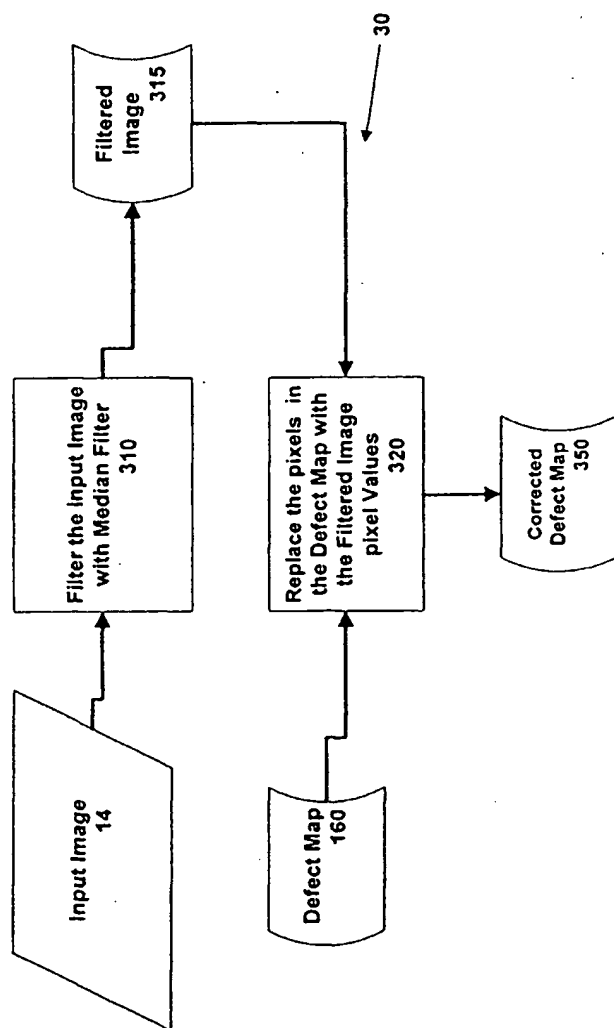 Input Image
14
Filter the Input Image
with Median Filter
310
Filtered
Image
315
Defect Map
160
Replace the pixels in
the Defect Map with
the Filtered Image
pixel Values
320
30
Corrected
Defect Map
350